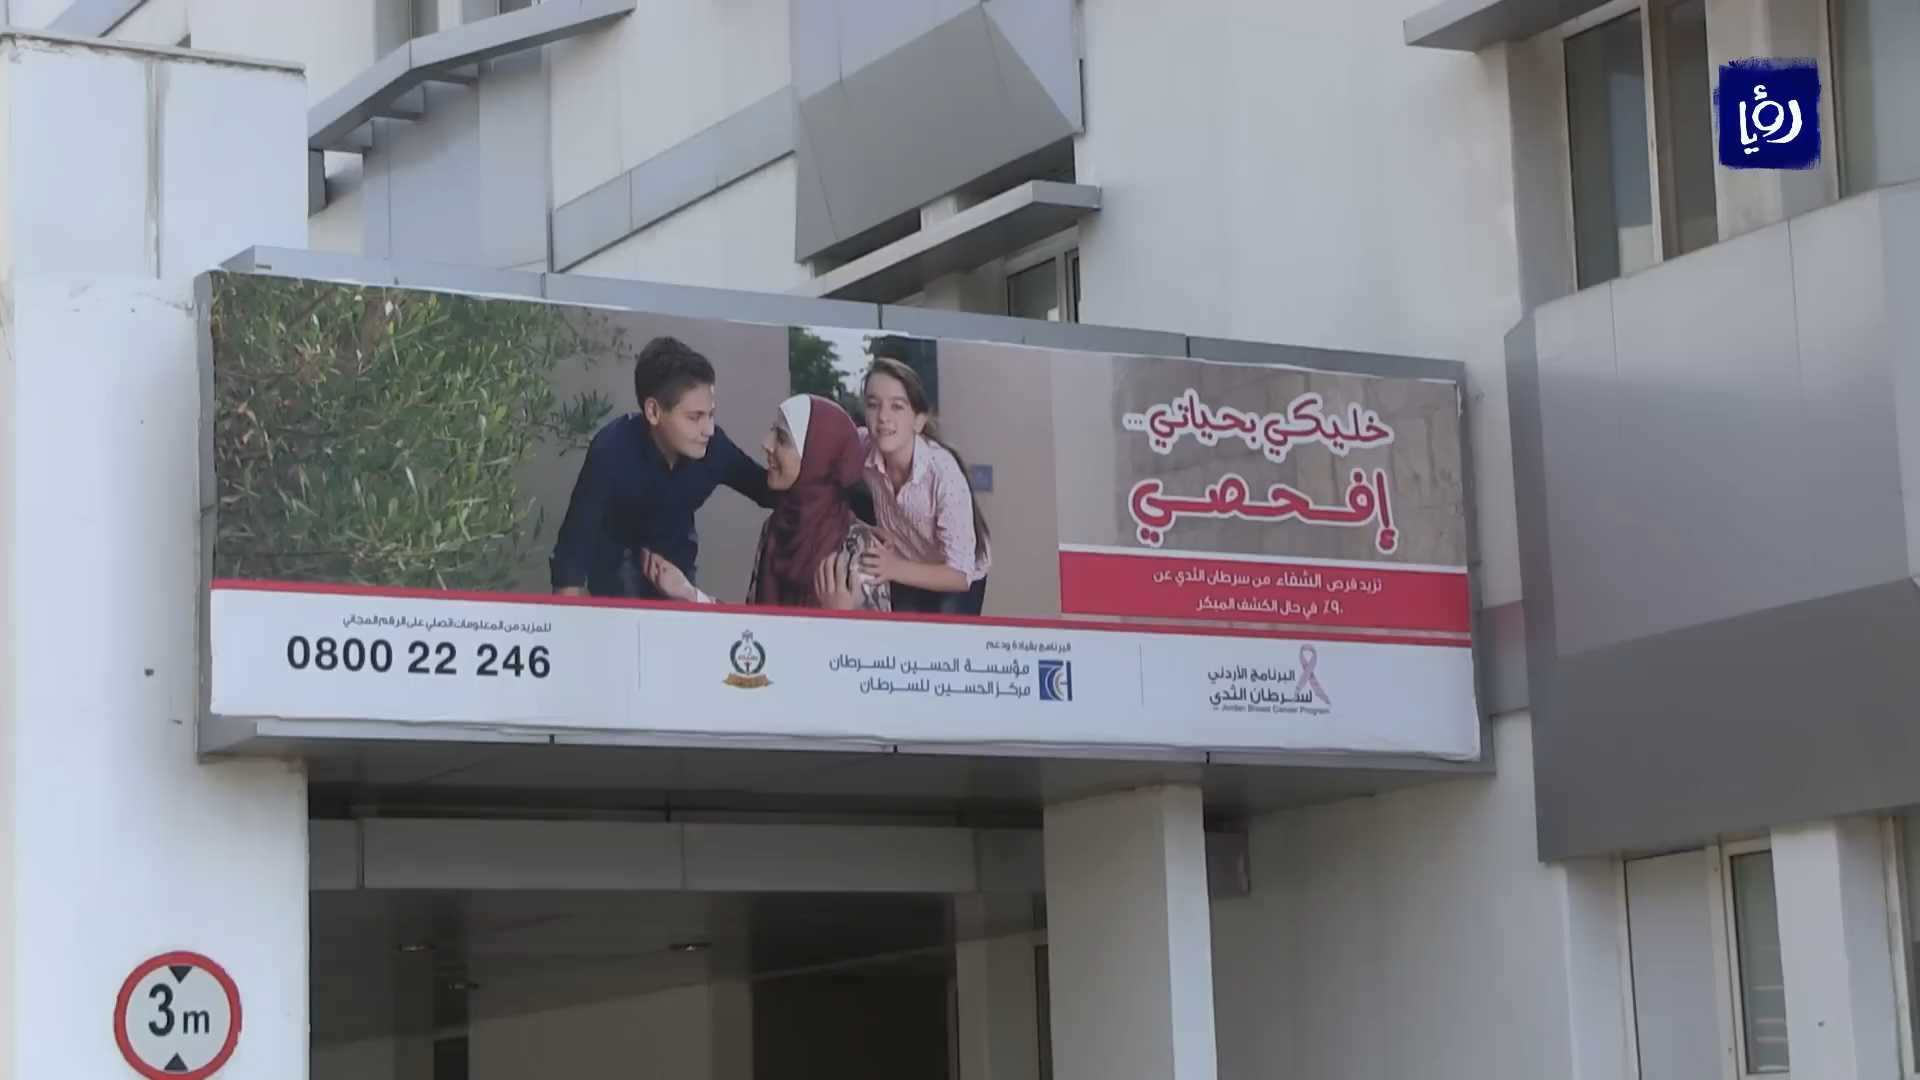 رؤيا
خليكي بحياتي...
إفحصي
تزيد فرص الشفاء من سرطان الثدي عن
٩٠٪ في حال الكشف المبكر
للمزيد من المعلومات اتصلي على الرقم المجاني
0800 22 246
البرنامج بقيادة ودعم
مؤسسة الحسين للسرطان
مركز الحسين للسرطان
البرنامج الأردني
لسرطان الثدي
Jordan Breast Cancer Program
3 m